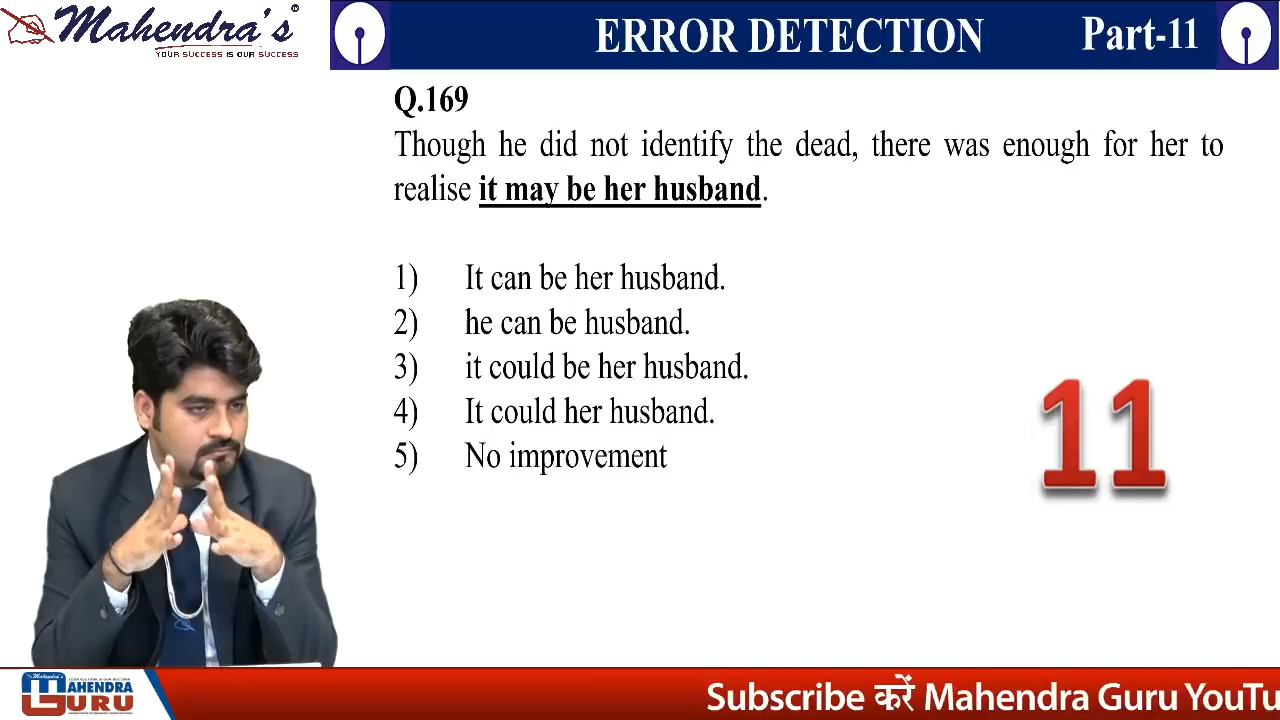 Mahendra's
YOUR SUCCESS IS OUR SUCCESS
ERROR DETECTION
Part-11
Q.169
Though he did not identify the dead, there was enough for her to
realise it may be her husband.
1) It can be her husband.
2) he can be husband.
3) it could be her husband.
4) It could her husband.
5) No improvement
11
MAHENDRA
GURU
Subscribe करें Mahendra Guru YouTu